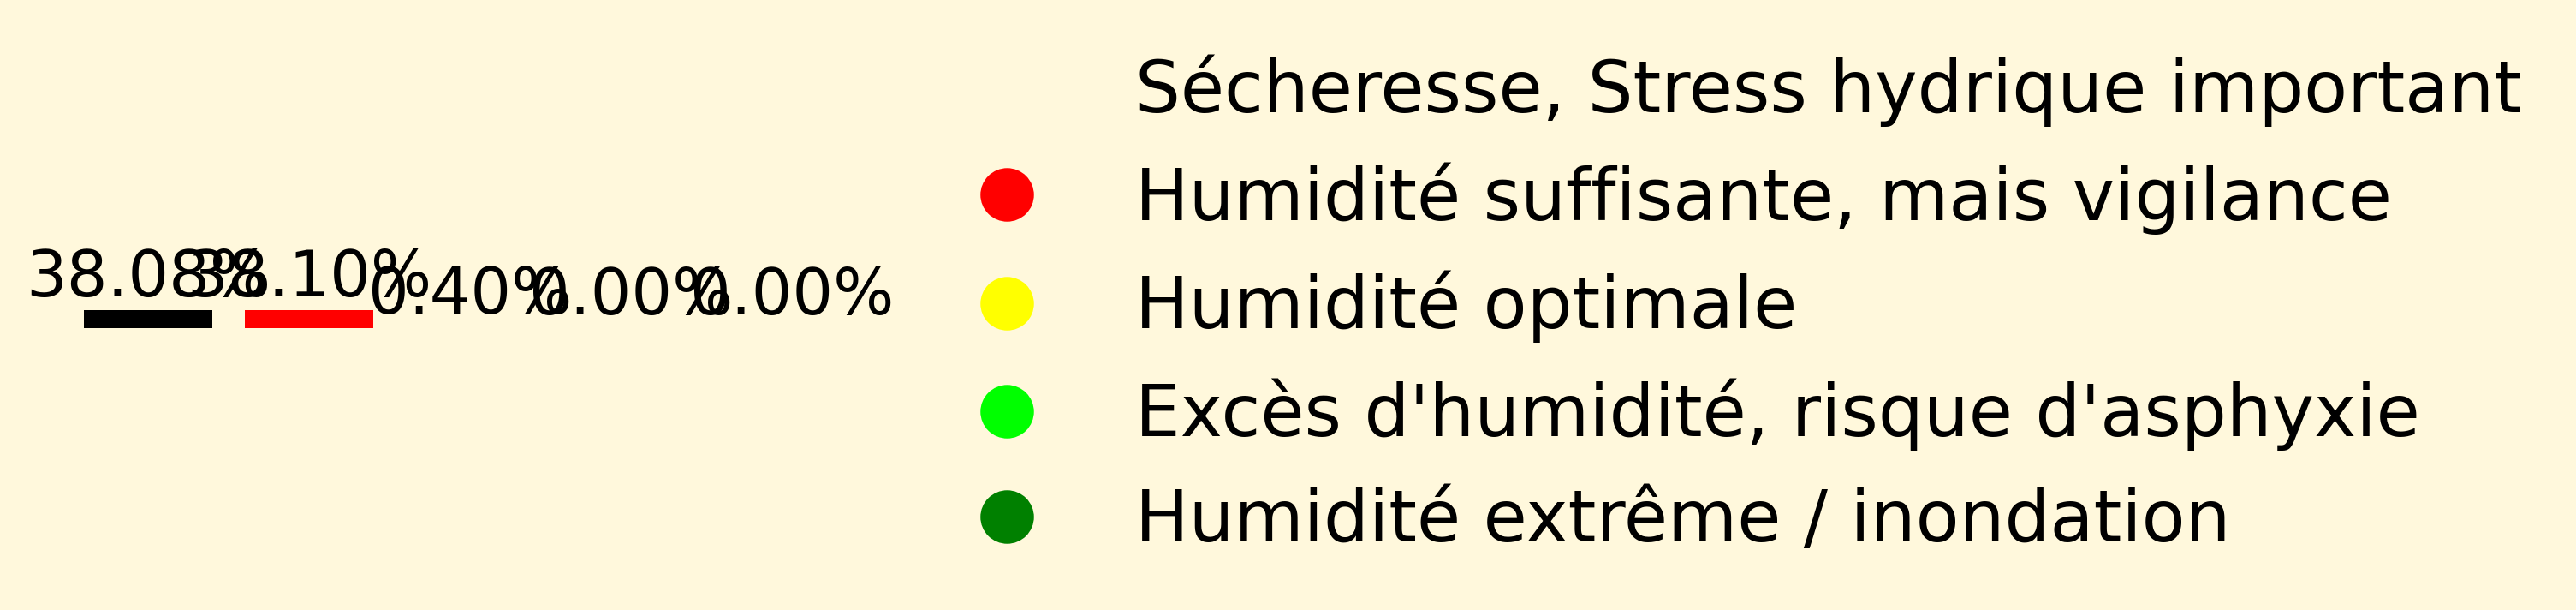 Sécheresse, Stress hydrique important
Humidité suffisante, mais vigilance
Humidité optimale
Excès d'humidité, risque d'asphyxie
Humidité extrême / inondation
38.08% 38.10% 0.40% 0.00% 0.00%